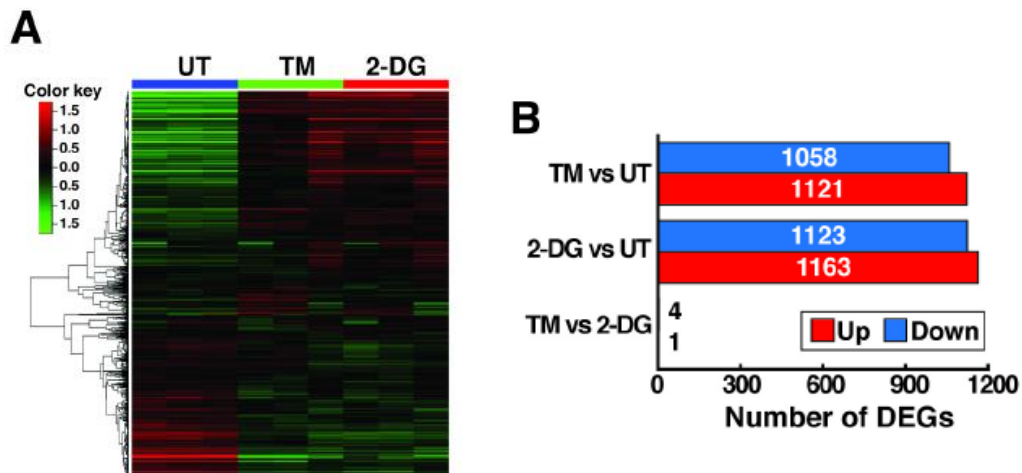 A
UT TM 2-DG
Color key
1.5
1.0
0.5
0.0
0.5
1.0
1.5
B
TM vs UT
1058
1121
2-DG vs UT
1123
1163
TM vs 2-DG
4
1
Up Down
0 300 600 900 1200
Number of DEGs